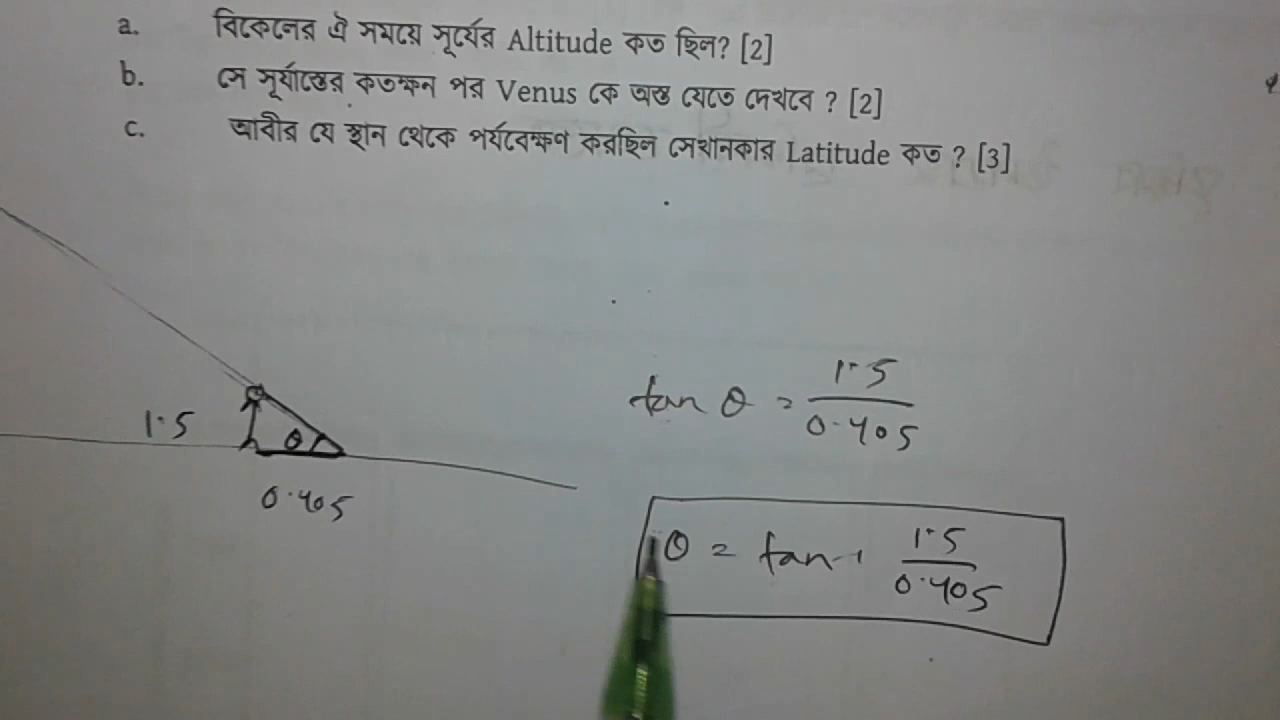 a. বিকেলের ঐ সময়ে সূর্যের Altitude কত ছিল? [2]
b. সে সূর্যাস্তের কতক্ষন পর Venus কে অস্ত যেতে দেখবে ? [2]
c. আবীর যে স্থান থেকে পর্যবেক্ষণ করছিল সেখানকার Latitude কত ? [3]
1.5
θ
0.405
tan θ = 1.5 / 0.405
θ = tan-1 1.5 / 0.405